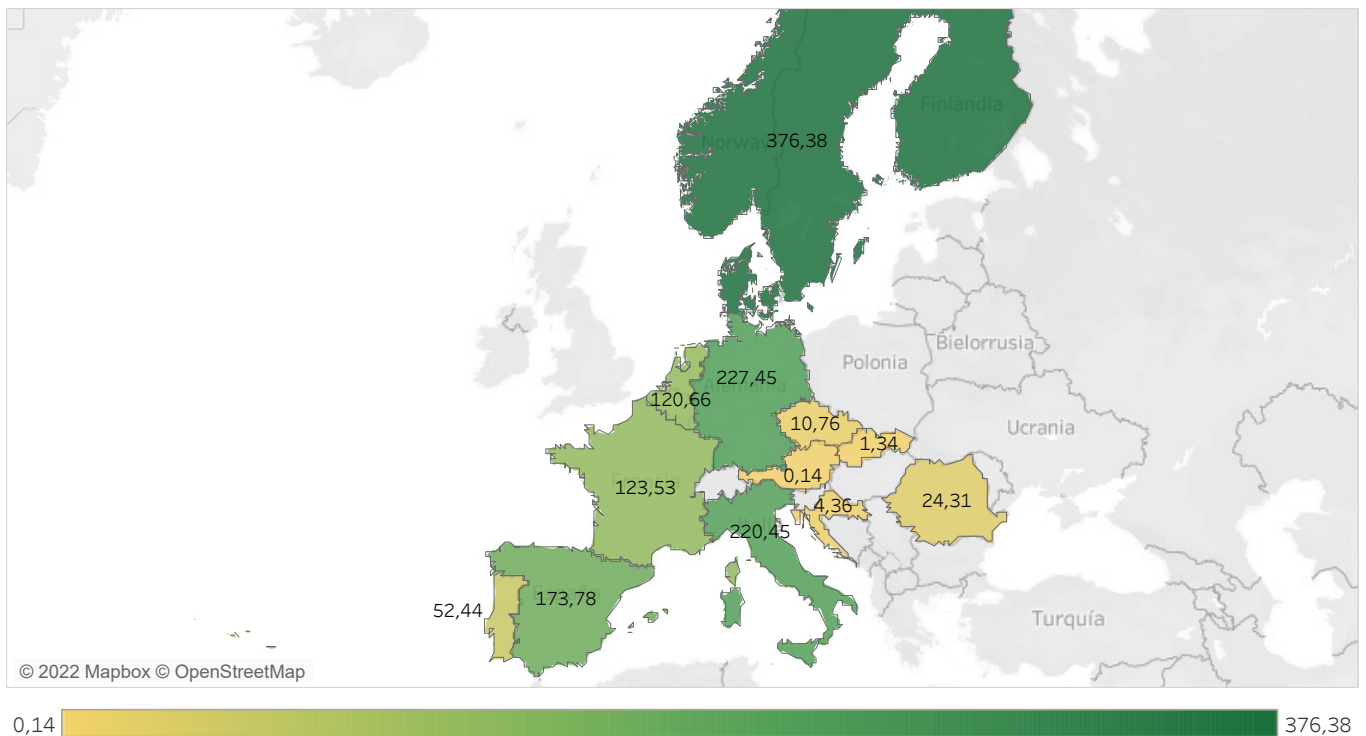 Finlandia
Norway
376,38
Polonia
Bielorrusia
227,45
Alemania
120,66
10,76
Ucrania
1,34
0,14
123,53
4,36
24,31
220,45
52,44
173,78
Turquía
© 2022 Mapbox © OpenStreetMap
0,14
376,38